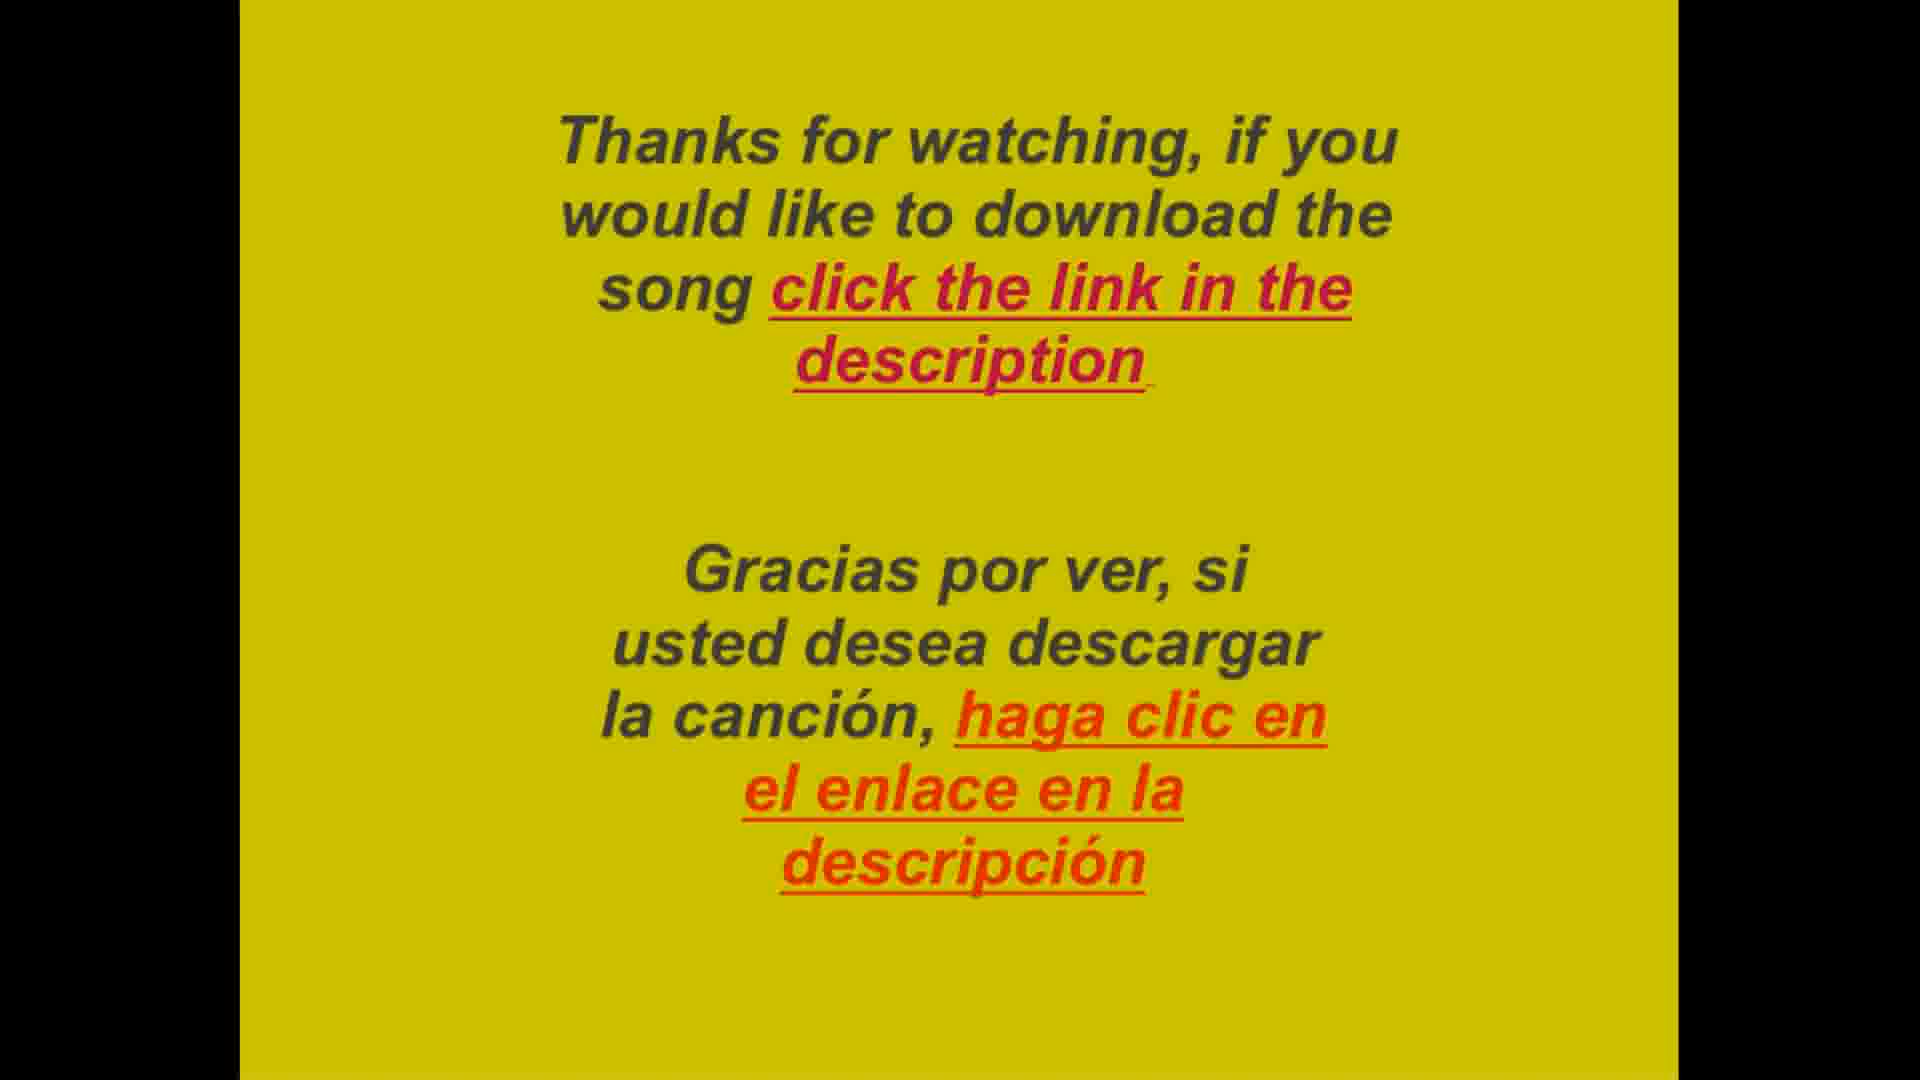 Thanks for watching, if you
would like to download the
song click the link in the
description
Gracias por ver, si
usted desea descargar
la canción, haga clic en
el enlace en la
descripción